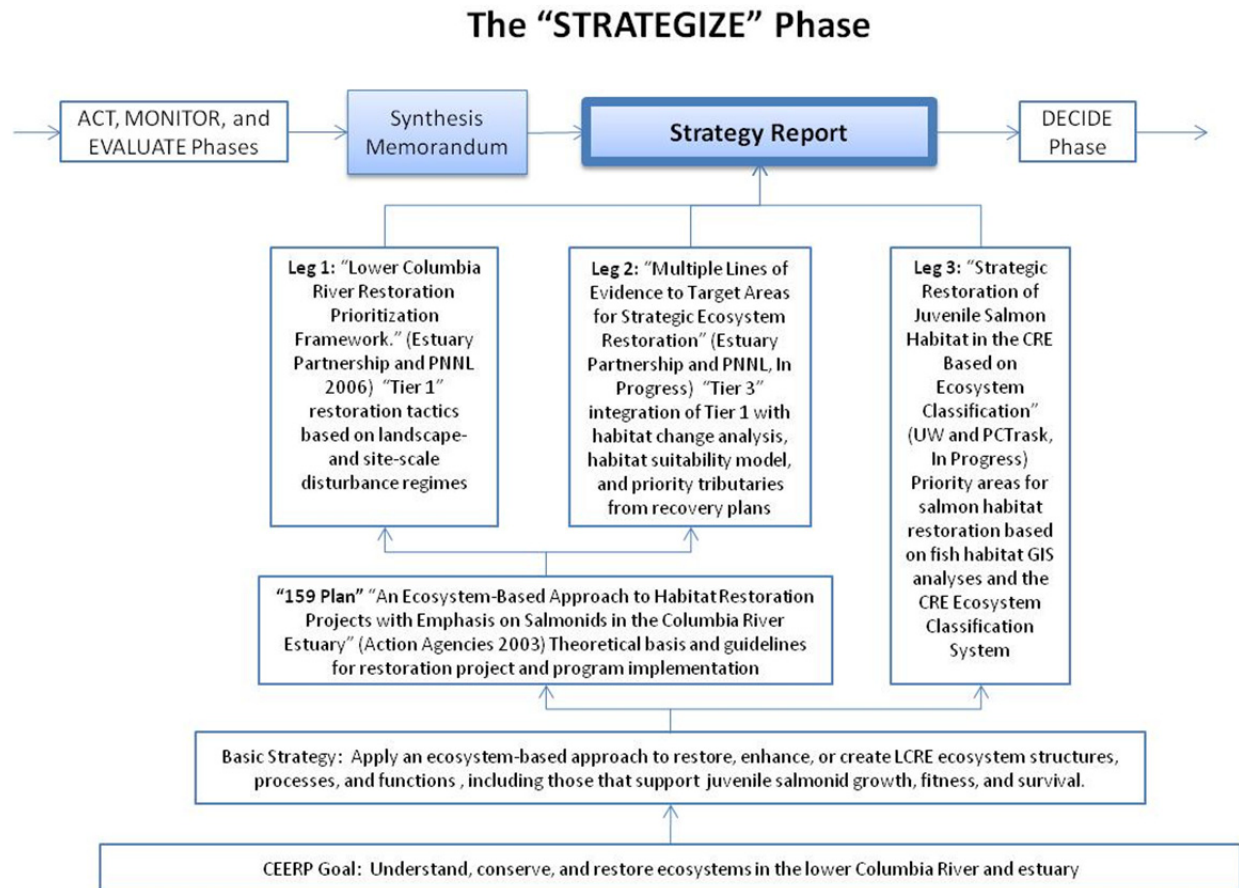 The “STRATEGIZE” Phase
ACT, MONITOR, and
EVALUATE Phases
Synthesis
Memorandum
Strategy Report
DECIDE
Phase
Leg 1: “Lower Columbia
River Restoration
Prioritization
Framework.” (Estuary
Partnership and PNNL
2006) “Tier 1”
restoration tactics
based on landscape-
and site-scale
disturbance regimes
Leg 2: “Multiple Lines of
Evidence to Target Areas
for Strategic Ecosystem
Restoration” (Estuary
Partnership and PNNL, In
Progress) “Tier 3”
integration of Tier 1 with
habitat change analysis,
habitat suitability model,
and priority tributaries
from recovery plans
Leg 3: “Strategic
Restoration of
Juvenile Salmon
Habitat in the CRE
Based on
Ecosystem
Classification”
(UW and PCTrask,
In Progress)
Priority areas for
salmon habitat
restoration based
on fish habitat GIS
analyses and the
CRE Ecosystem
Classification
System
“159 Plan” “An Ecosystem-Based Approach to Habitat Restoration
Projects with Emphasis on Salmonids in the Columbia River
Estuary” (Action Agencies 2003) Theoretical basis and guidelines
for restoration project and program implementation
Basic Strategy: Apply an ecosystem-based approach to restore, enhance, or create LCRE ecosystem structures,
processes, and functions , including those that support juvenile salmonid growth, fitness, and survival.
CEERP Goal: Understand, conserve, and restore ecosystems in the lower Columbia River and estuary